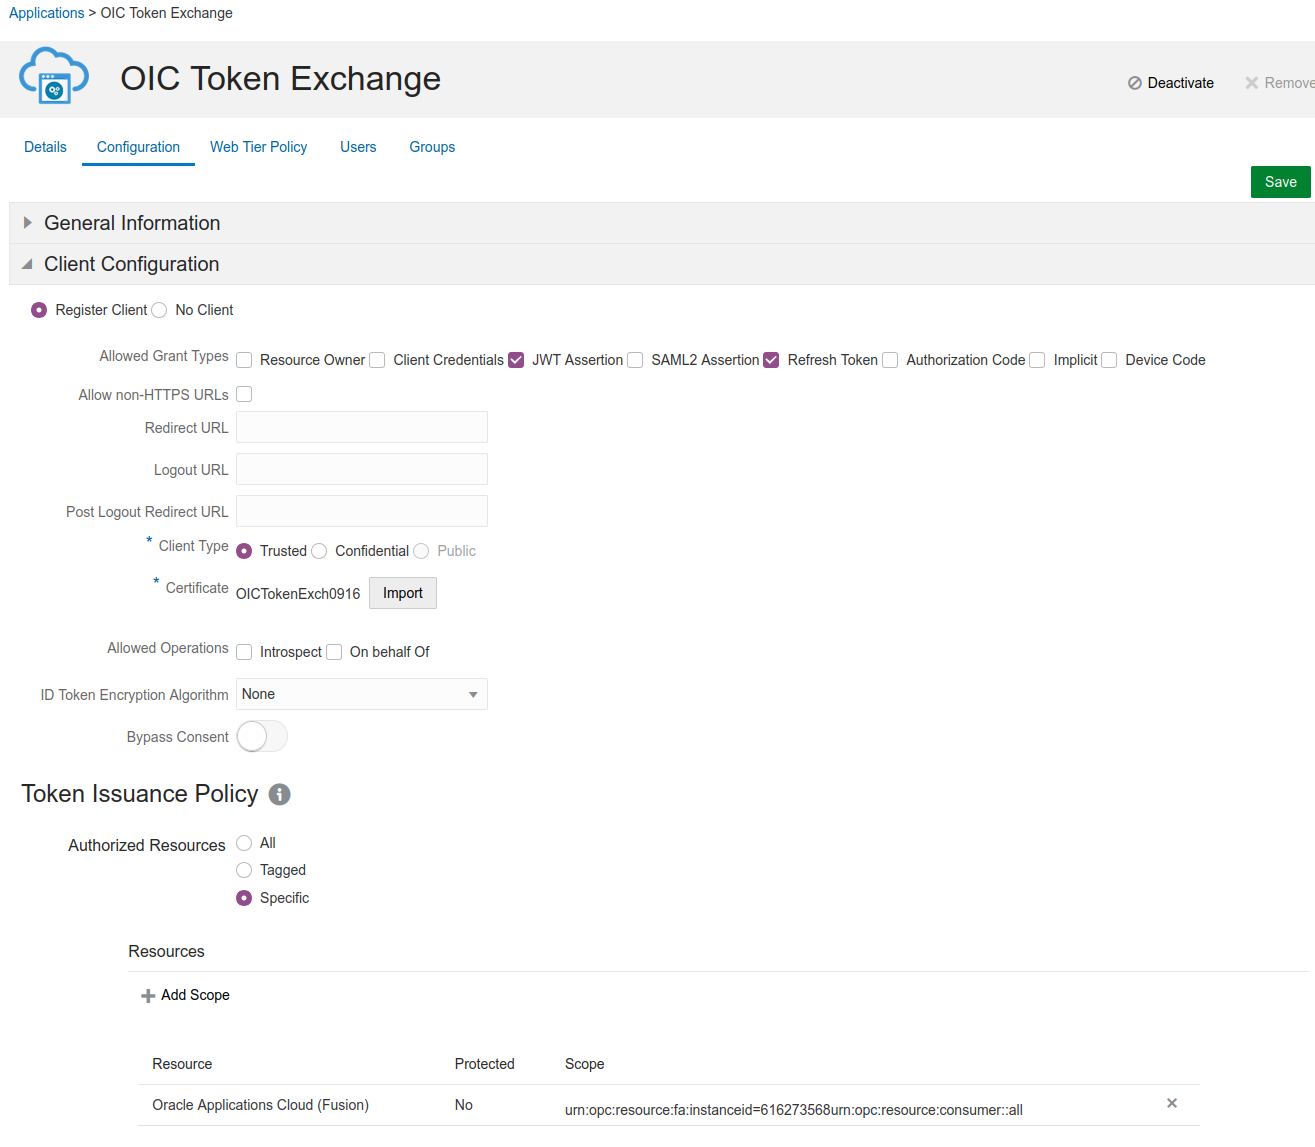 Applications > OIC Token Exchange
OIC Token Exchange
Deactivate
Remove
Details Configuration Web Tier Policy Users Groups
Save
General Information
Client Configuration
Register Client No Client
Allowed Grant Types Resource Owner Client Credentials JWT Assertion SAML2 Assertion Refresh Token Authorization Code Implicit Device Code
Allow non-HTTPS URLs
Redirect URL
Logout URL
Post Logout Redirect URL
* Client Type Trusted Confidential Public
* Certificate OICTokenExch0916 Import
Allowed Operations Introspect On behalf Of
ID Token Encryption Algorithm None
Bypass Consent
Token Issuance Policy
Authorized Resources All
Tagged
Specific
Resources
Add Scope
Resource Protected Scope
Oracle Applications Cloud (Fusion) No urn:opc:resource:fa:instanceid=616273568urn:opc:resource:consumer::all